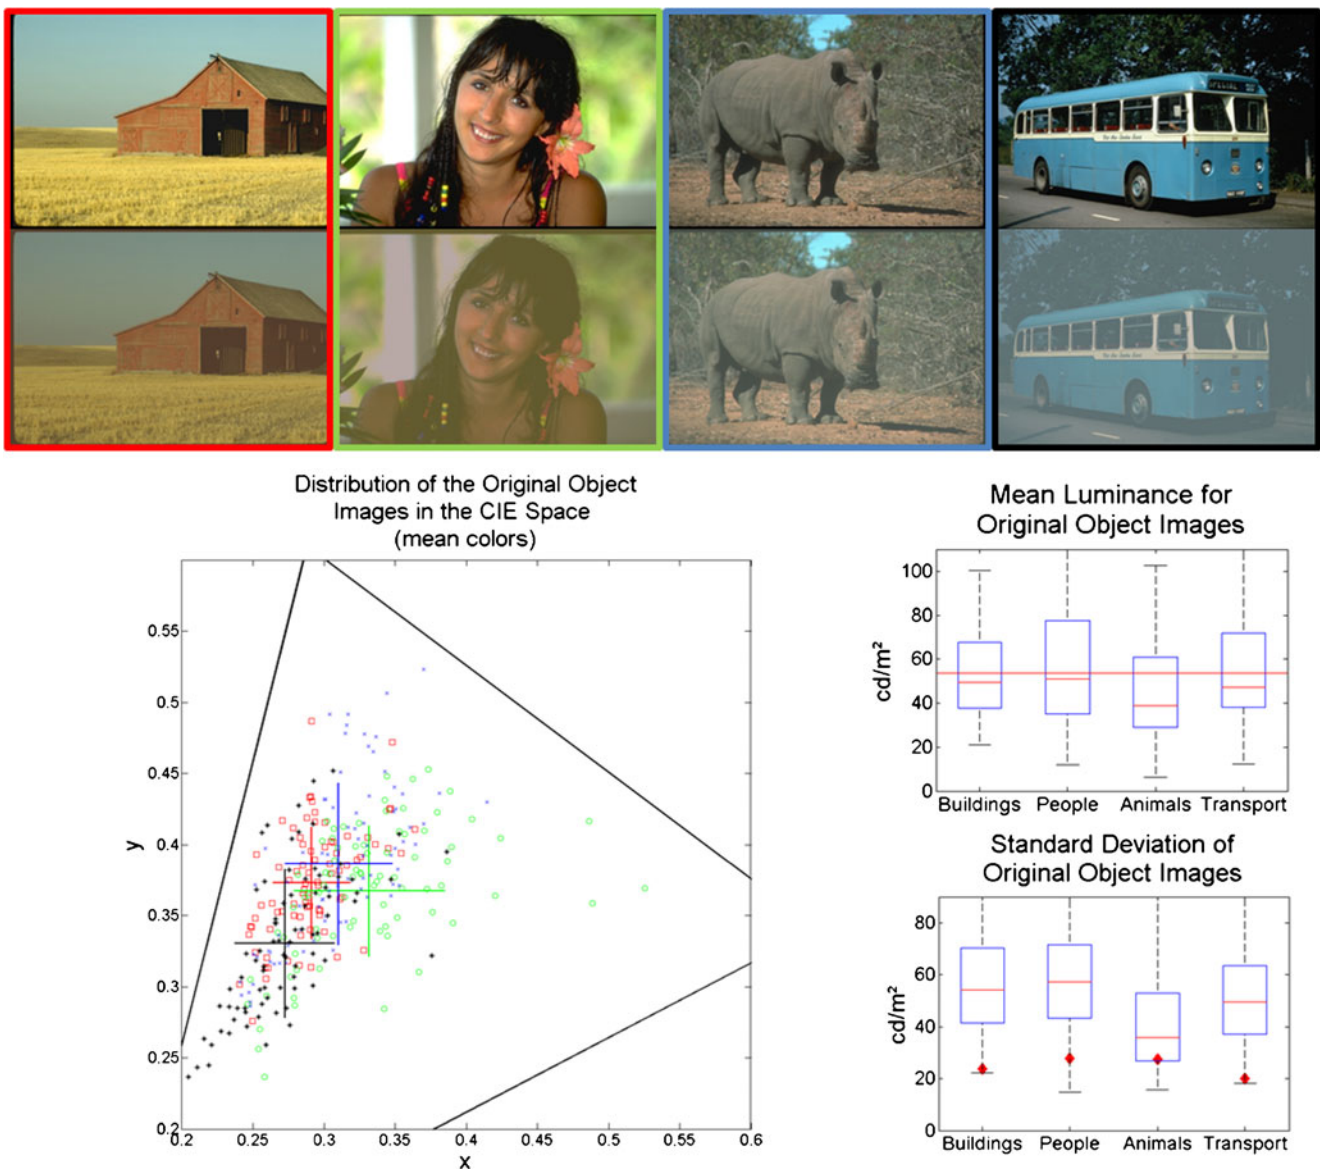 SPECIAL
Distribution of the Original Object
Images in the CIE Space
(mean colors)
y
0.55
0.5
0.45
0.4
0.35
0.3
0.25
0.2
0.2 0.25 0.3 0.35 0.4 0.45 0.5 0.55 0.6
x
Mean Luminance for
Original Object Images
cd/m²
100
80
60
40
20
0
Buildings People Animals Transport
Standard Deviation of
Original Object Images
cd/m²
80
60
40
20
0
Buildings People Animals Transport